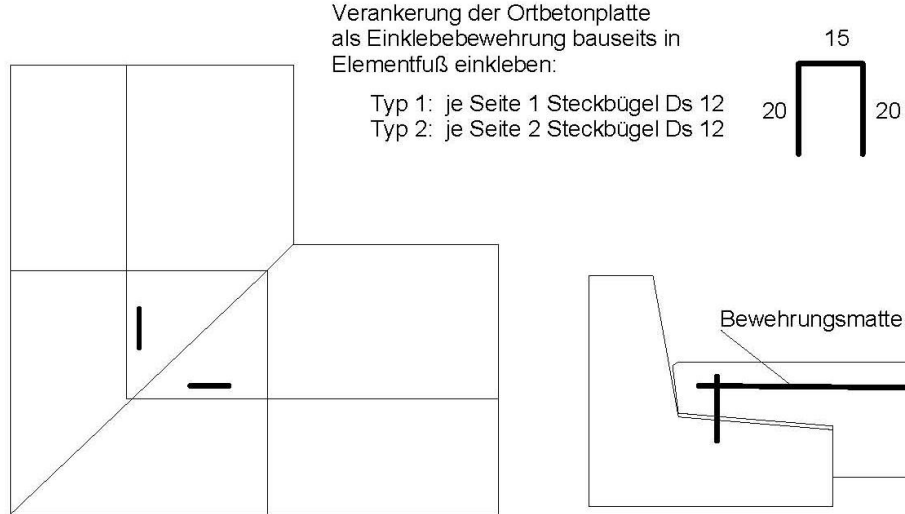 Verankerung der Ortbetonplatte
als Einklebebewehrung bauseits in
Elementfuß einkleben:
Typ 1: je Seite 1 Steckbügel Ds 12
Typ 2: je Seite 2 Steckbügel Ds 12
15
20
20
Bewehrungsmatte